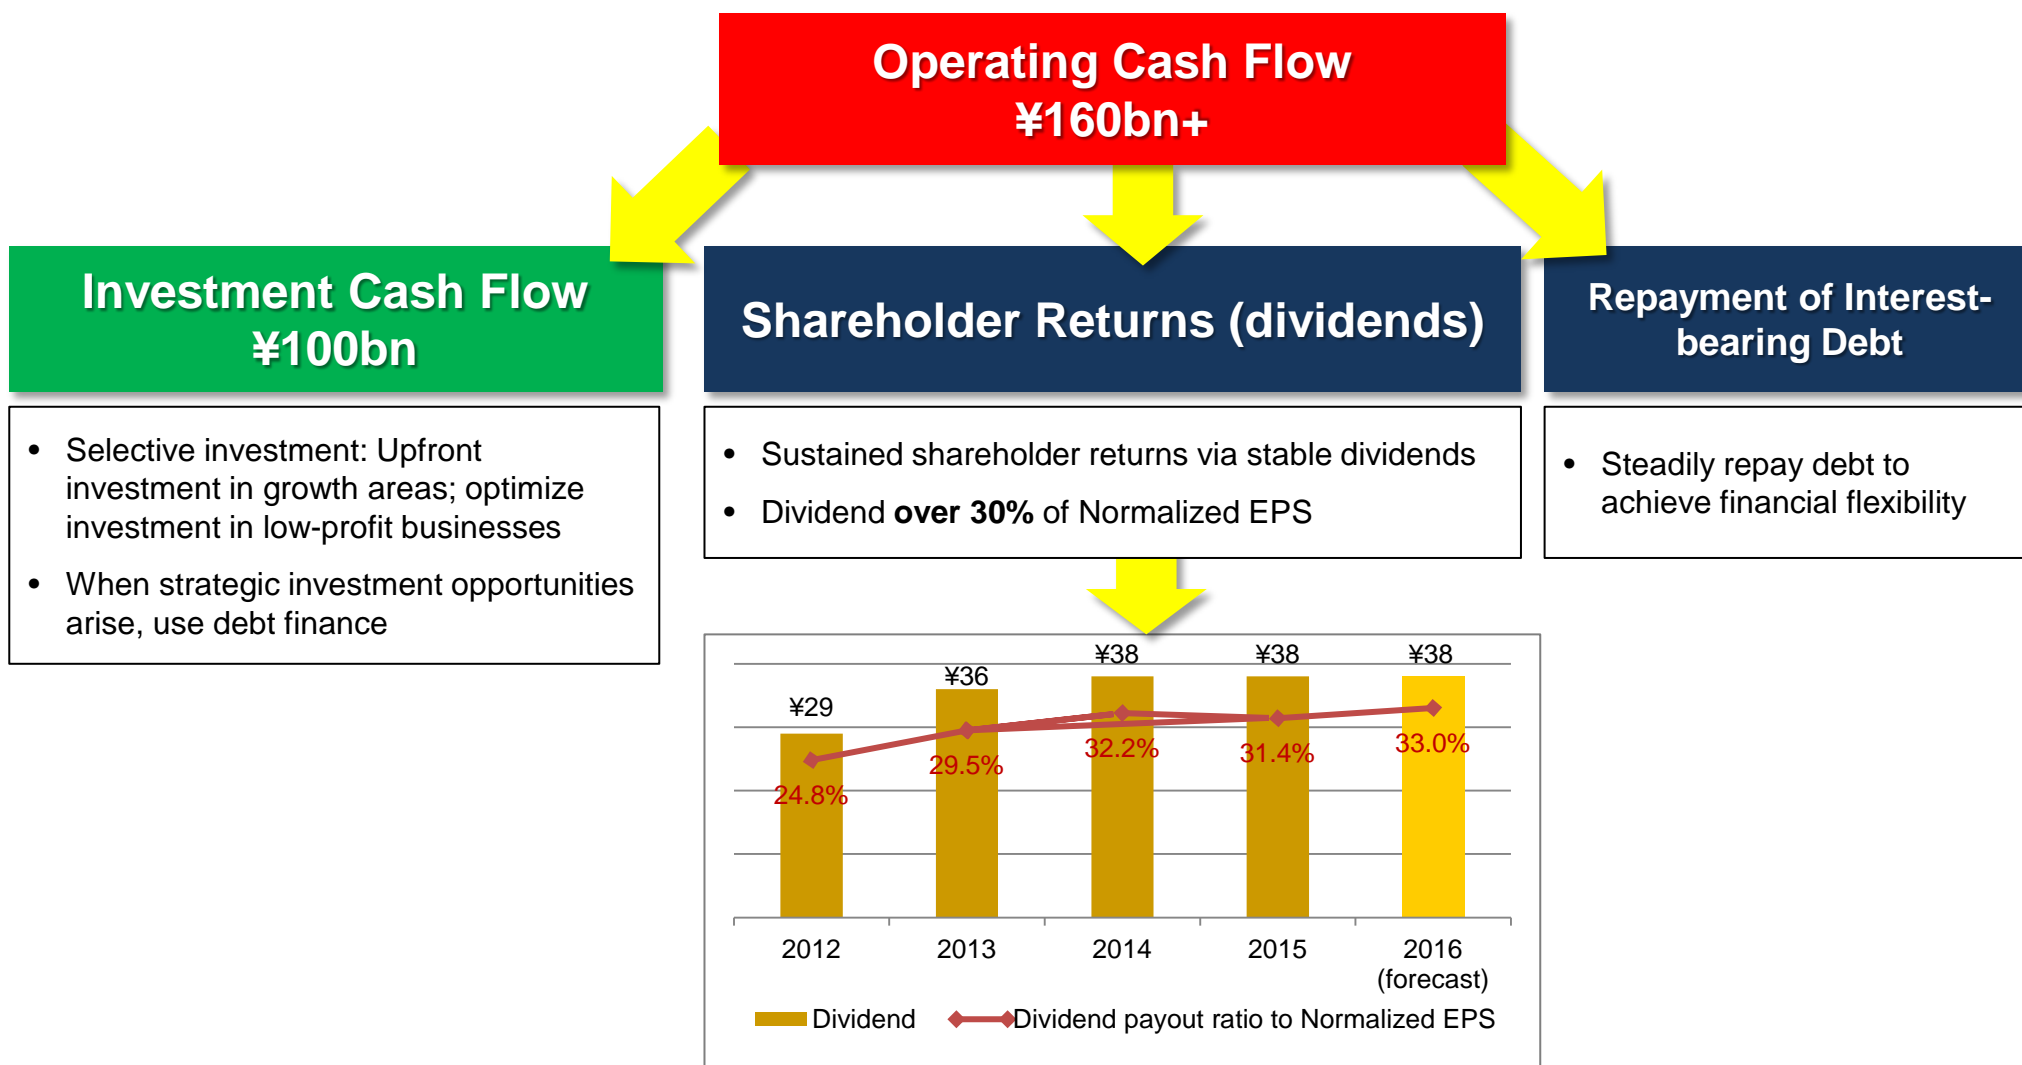 Operating Cash Flow
¥160bn+
Investment Cash Flow
¥100bn
Shareholder Returns (dividends)
Repayment of Interest-
bearing Debt
• Selective investment: Upfront
investment in growth areas; optimize
investment in low-profit businesses
• When strategic investment opportunities
arise, use debt finance
• Sustained shareholder returns via stable dividends
• Dividend over 30% of Normalized EPS
• Steadily repay debt to
achieve financial flexibility
¥29
¥36
¥38
¥38
¥38
24.8%
29.5%
32.2%
31.4%
33.0%
2012
2013
2014
2015
2016
(forecast)
Dividend
Dividend payout ratio to Normalized EPS